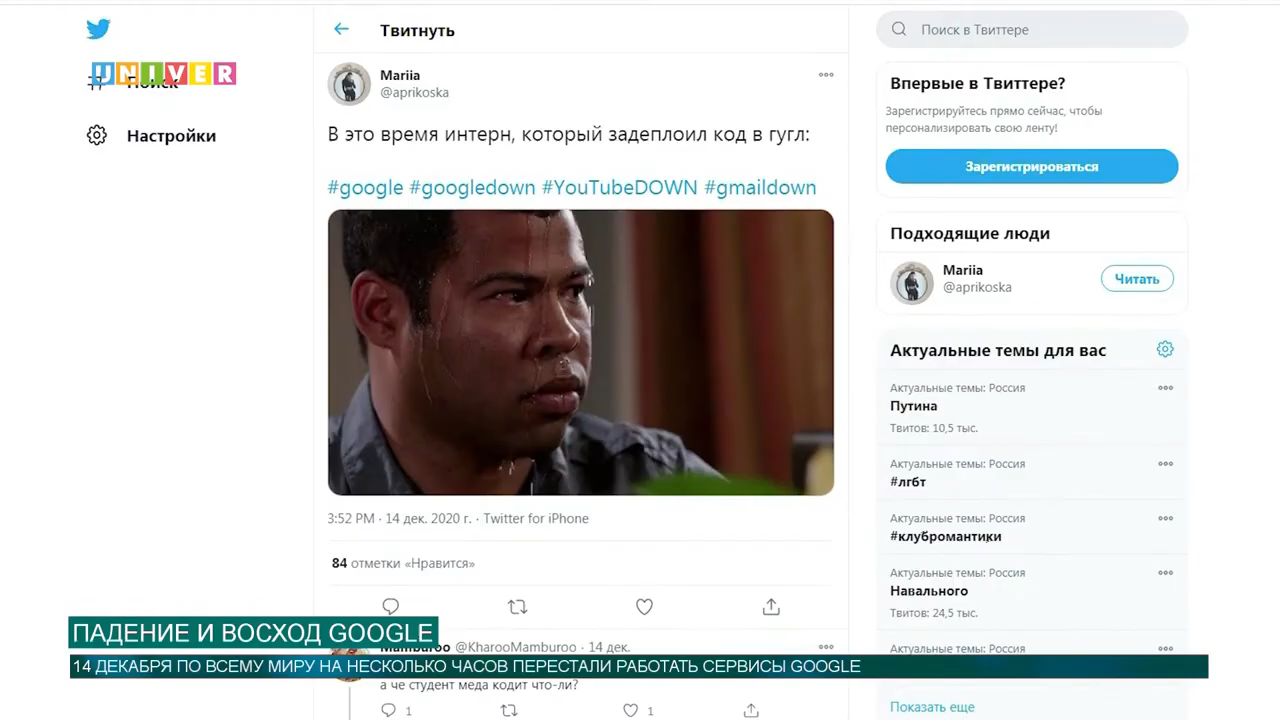 UNIVER
Поиск
Настройки
Твитнуть
Mariia
@aprikoska
В это время интерн, который задеплоил код в гугл:
#google #googledown #YouTubeDOWN #gmaildown
3:52 PM · 14 дек. 2020 г. · Twitter for iPhone
84 отметки «Нравится»
Mamburoo @KharooMamburoo · 14 дек.
а че студент меда кодит что-ли?
1
1
Поиск в Твиттере
Впервые в Твиттере?
Зарегистрируйтесь прямо сейчас, чтобы
персонализировать свою ленту!
Зарегистрироваться
Подходящие люди
Mariia
@aprikoska
Читать
Актуальные темы для вас
Актуальные темы: Россия
Путина
Твитов: 10,5 тыс.
Актуальные темы: Россия
#лгбт
Актуальные темы: Россия
#клубромантики
Актуальные темы: Россия
Навального
Твитов: 24,5 тыс.
Актуальные темы: Россия
Показать еще
ПАДЕНИЕ И ВОСХОД GOOGLE
14 ДЕКАБРЯ ПО ВСЕМУ МИРУ НА НЕСКОЛЬКО ЧАСОВ ПЕРЕСТАЛИ РАБОТАТЬ СЕРВИСЫ GOOGLE